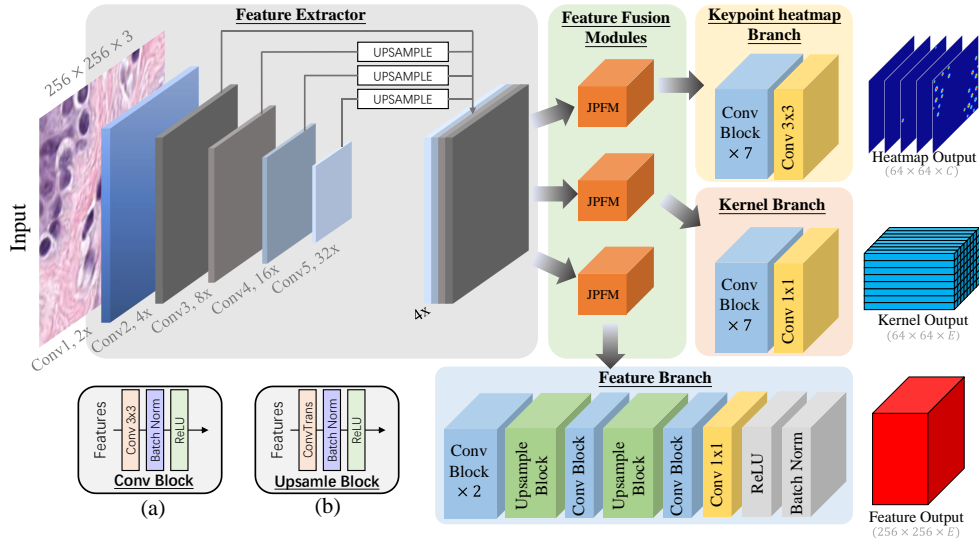 Feature Extractor
256 × 256 × 3
Input
UPSAMPLE
UPSAMPLE
UPSAMPLE
Conv1, 2x
Conv2, 4x
Conv3, 8x
Conv4, 16x
Conv5, 32x
4x
Feature Fusion
Modules
JPFM
JPFM
JPFM
Keypoint heatmap
Branch
Conv
Block
× 7
Conv 3x3
Heatmap Output
(64 × 64 × C)
Kernel Branch
Conv
Block
× 7
Conv 1x1
Kernel Output
(64 × 64 × E)
Feature Branch
Conv
Block
× 2
Upsample
Block
Conv Block
Upsample
Block
Conv Block
Conv 1x1
ReLU
Batch Norm
Feature Output
(256 × 256 × E)
Features
Conv 3x3
Batch Norm
ReLU
Conv Block
(a)
Features
ConvTrans
Batch Norm
ReLU
Upsamle Block
(b)